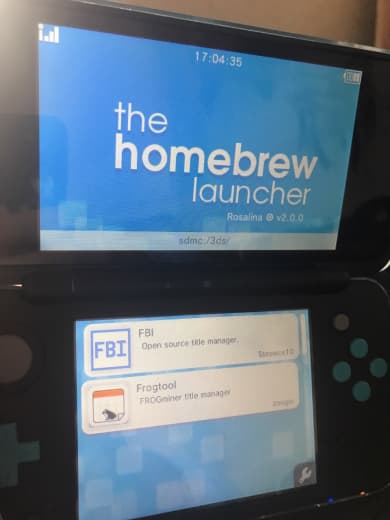 17:04:35
the
homebrew
launcher
Rosalina ⊛ v2.0.0
sdmc:/3ds/
FBI
FBI
Open source title manager.
Steveice10
Frogtool
FROGminer title manager
zoogie